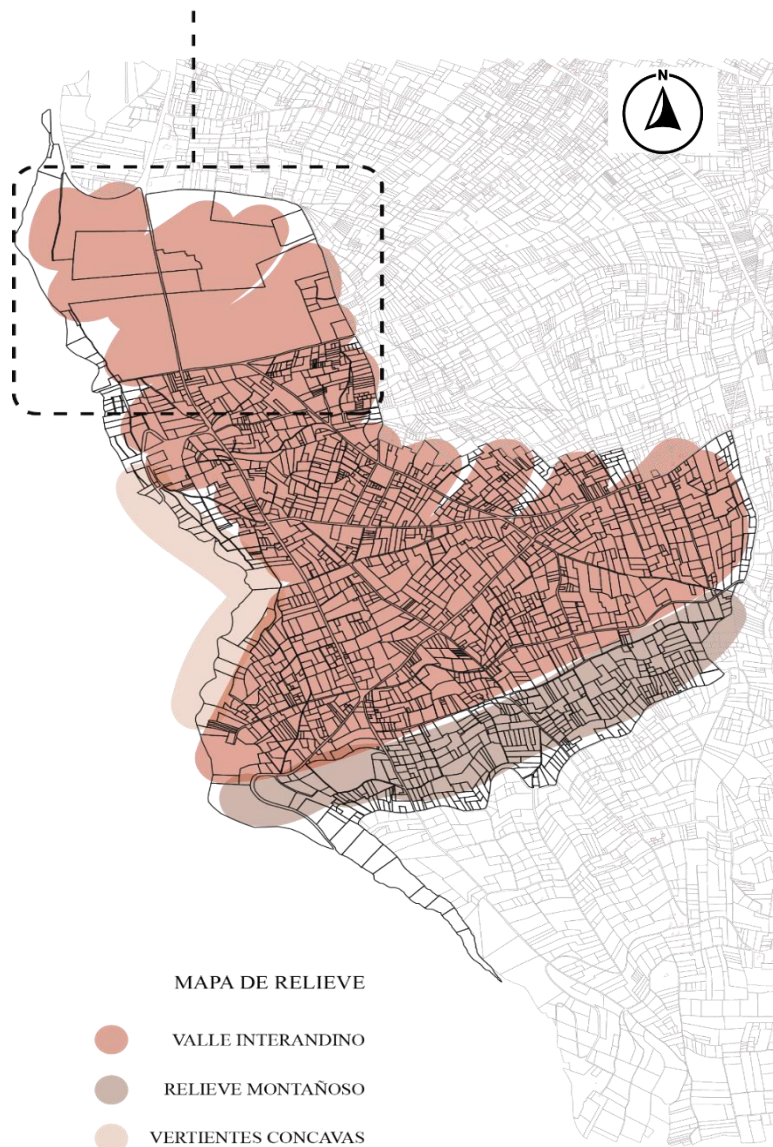 N
MAPA DE RELIEVE
VALLE INTERANDINO
RELIEVE MONTAÑOSO
VERTIENTES CONCAVAS